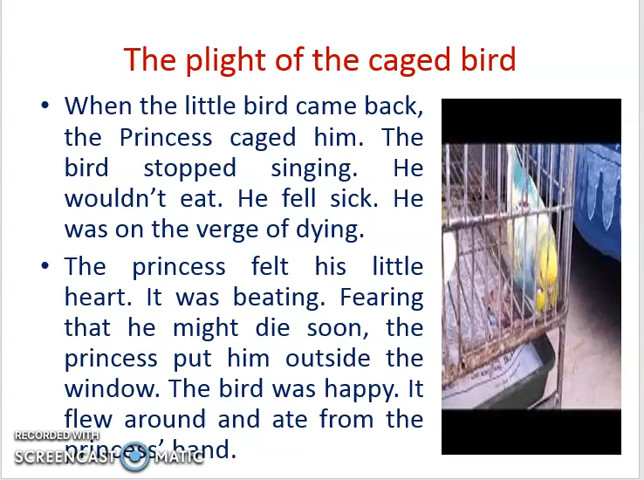 The plight of the caged bird
• When the little bird came back,
the Princess caged him. The
bird stopped singing. He
wouldn't eat. He fell sick. He
was on the verge of dying.
• The princess felt his little
heart. It was beating. Fearing
that he might die soon, the
princess put him outside the
window. The bird was happy. It
flew around and ate from the
princess' hand.
RECORDED WITH
SCREENCAST MATIC